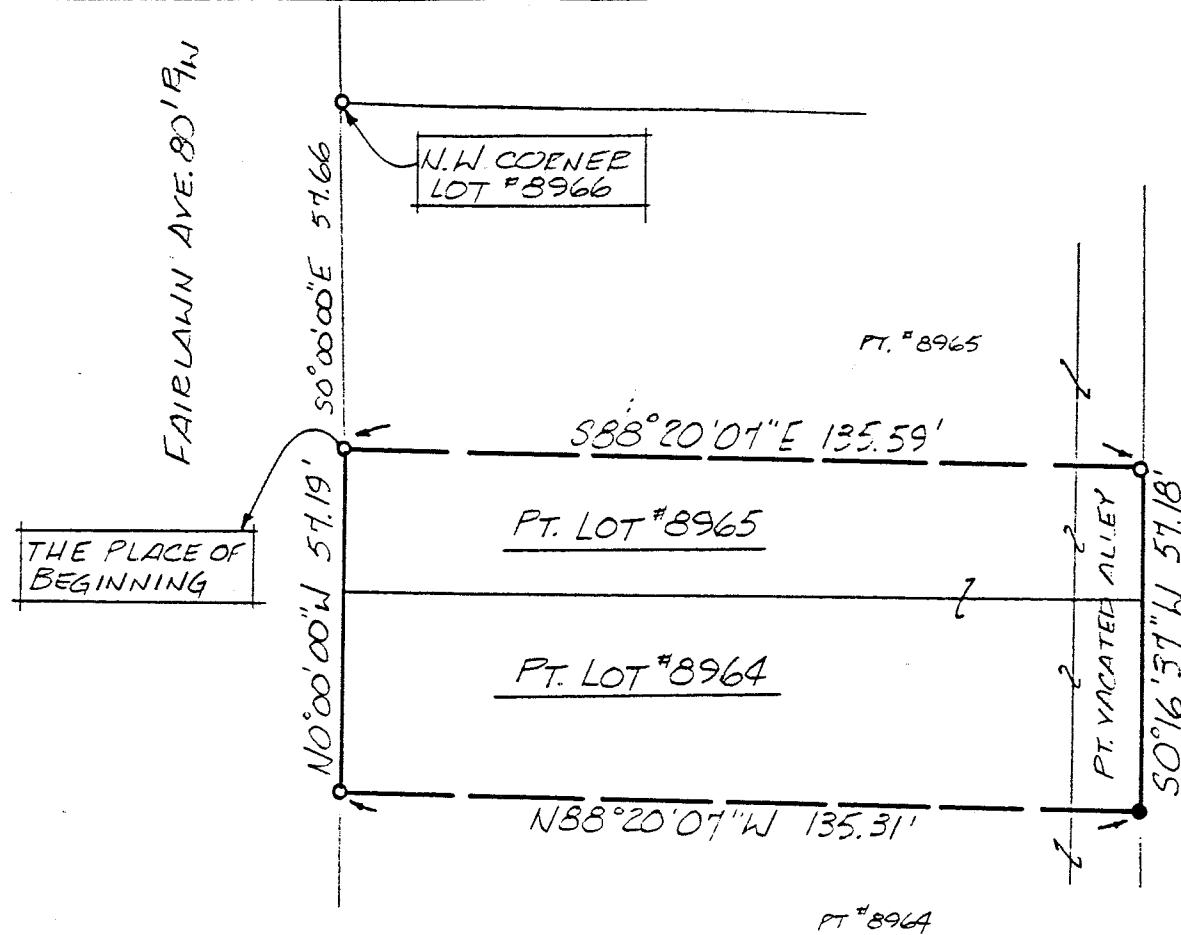 FAIRLAWN AVE. 80' R/W
N.W. CORNER
LOT #8966
S0°00'00"E 57.66
PT. #8965
S88°20'07"E 135.59'
THE PLACE OF
BEGINNING
N0°00'00"W 57.19'
PT. LOT #8965
PT. LOT #8964
PT. VACATED ALLEY
S0°16'37"W 57.18'
N88°20'07"W 135.31'
PT #8964